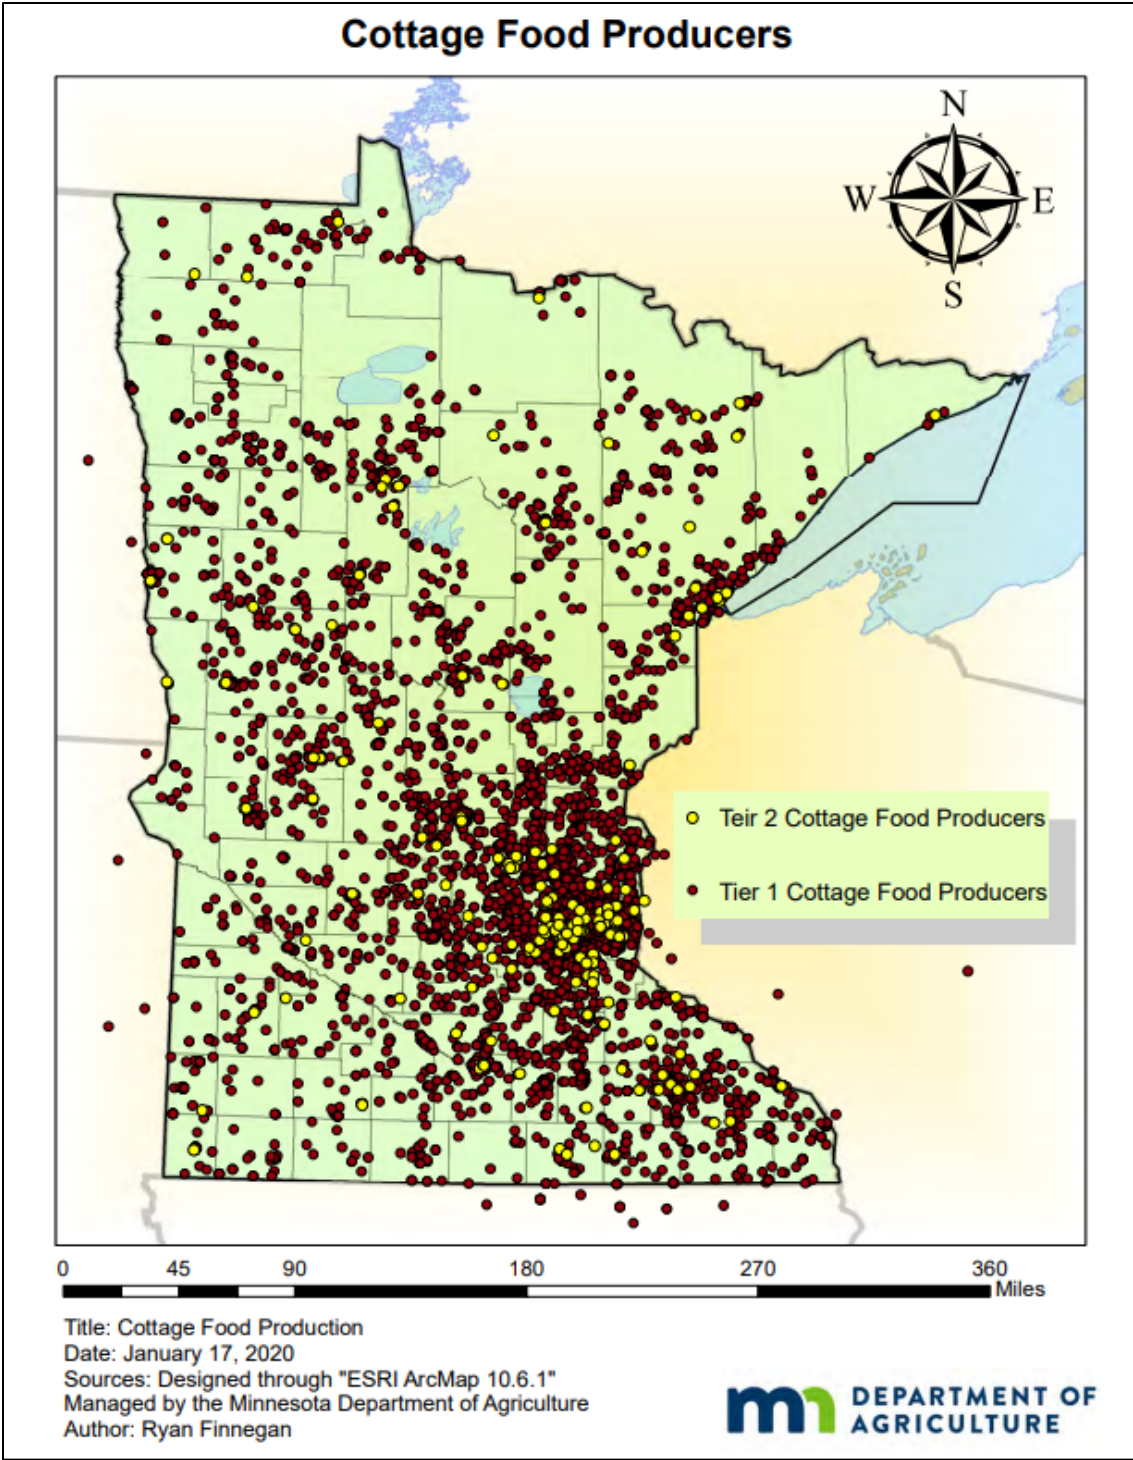 Cottage Food Producers
N
W
E
S
Teir 2 Cottage Food Producers
Tier 1 Cottage Food Producers
0 45 90 180 270 360
Miles
Title: Cottage Food Production
Date: January 17, 2020
Sources: Designed through "ESRI ArcMap 10.6.1"
Managed by the Minnesota Department of Agriculture
Author: Ryan Finnegan
mn DEPARTMENT OF
AGRICULTURE